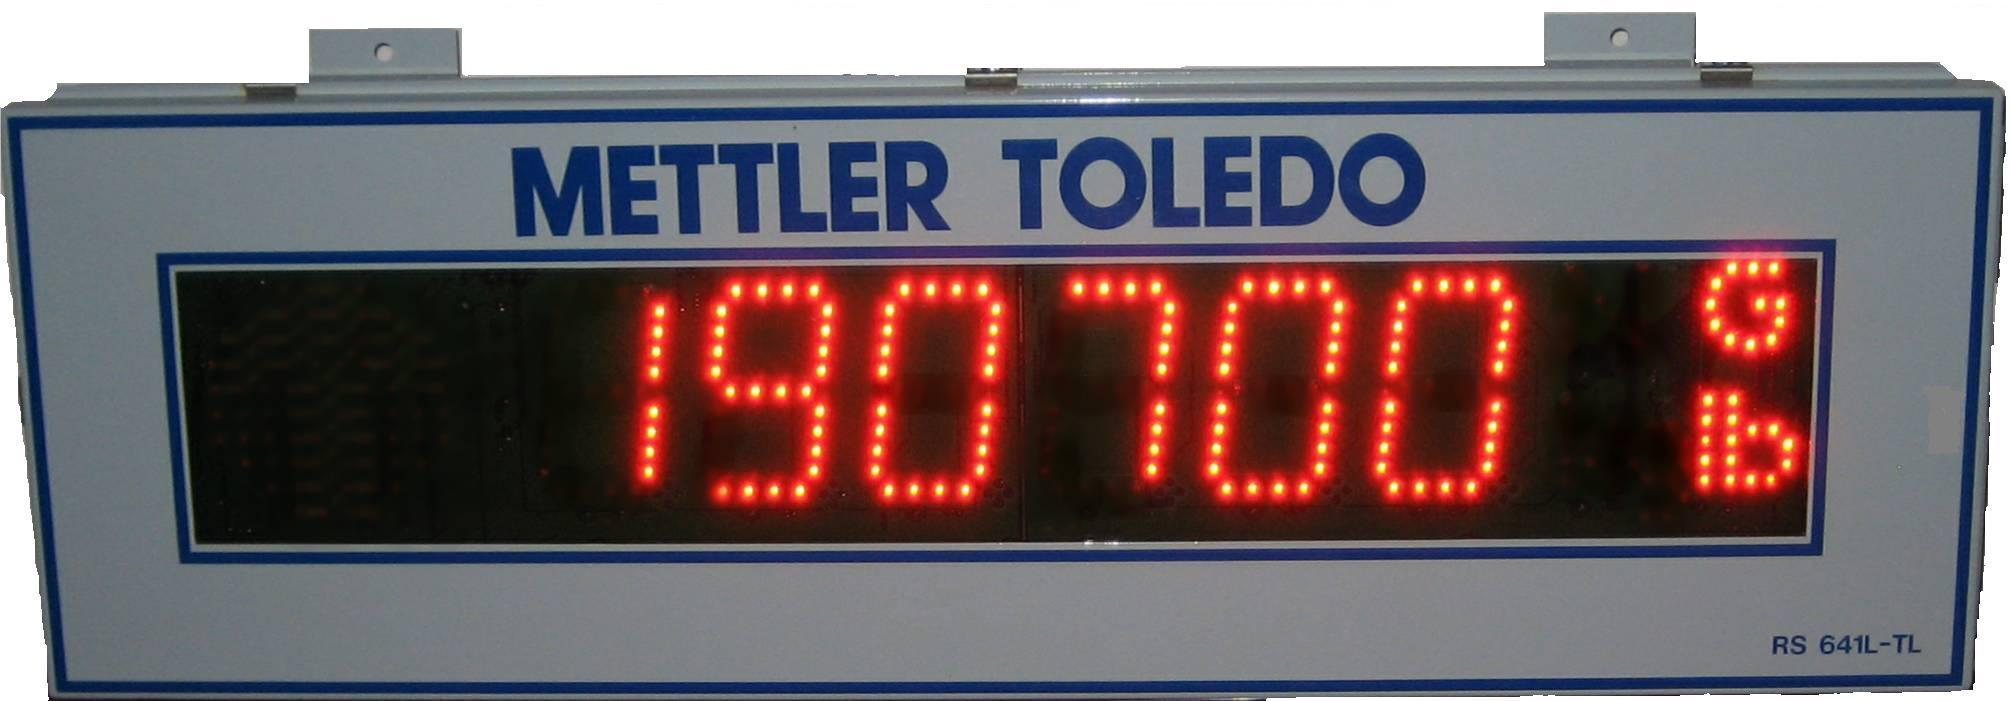 METTLER TOLEDO
190700 G
lb
RS 641L-TL